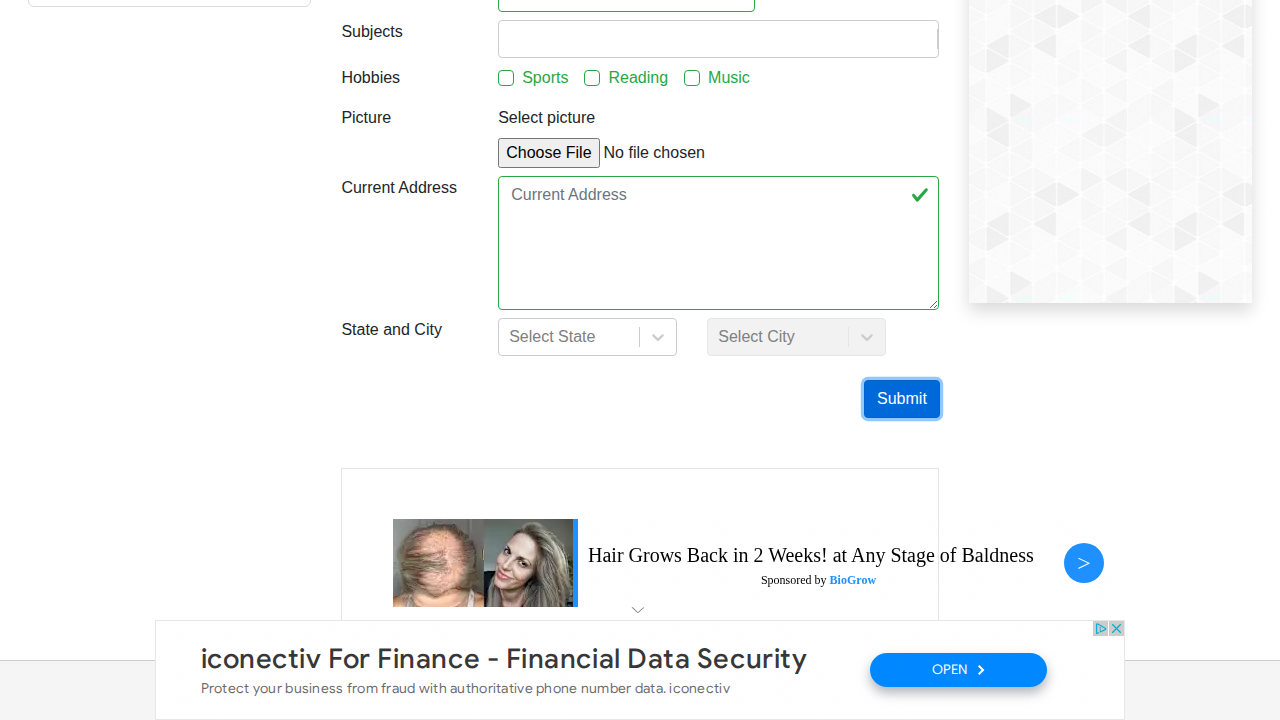 Subjects
Hobbies
Sports
Reading
Music
Picture
Select picture
Choose File No file chosen
Current Address
Current Address
State and City
Select State
Select City
Submit
Hair Grows Back in 2 Weeks! at Any Stage of Baldness
Sponsored by BioGrow
>
iconectiv For Finance - Financial Data Security
Protect your business from fraud with authoritative phone number data. iconectiv
OPEN